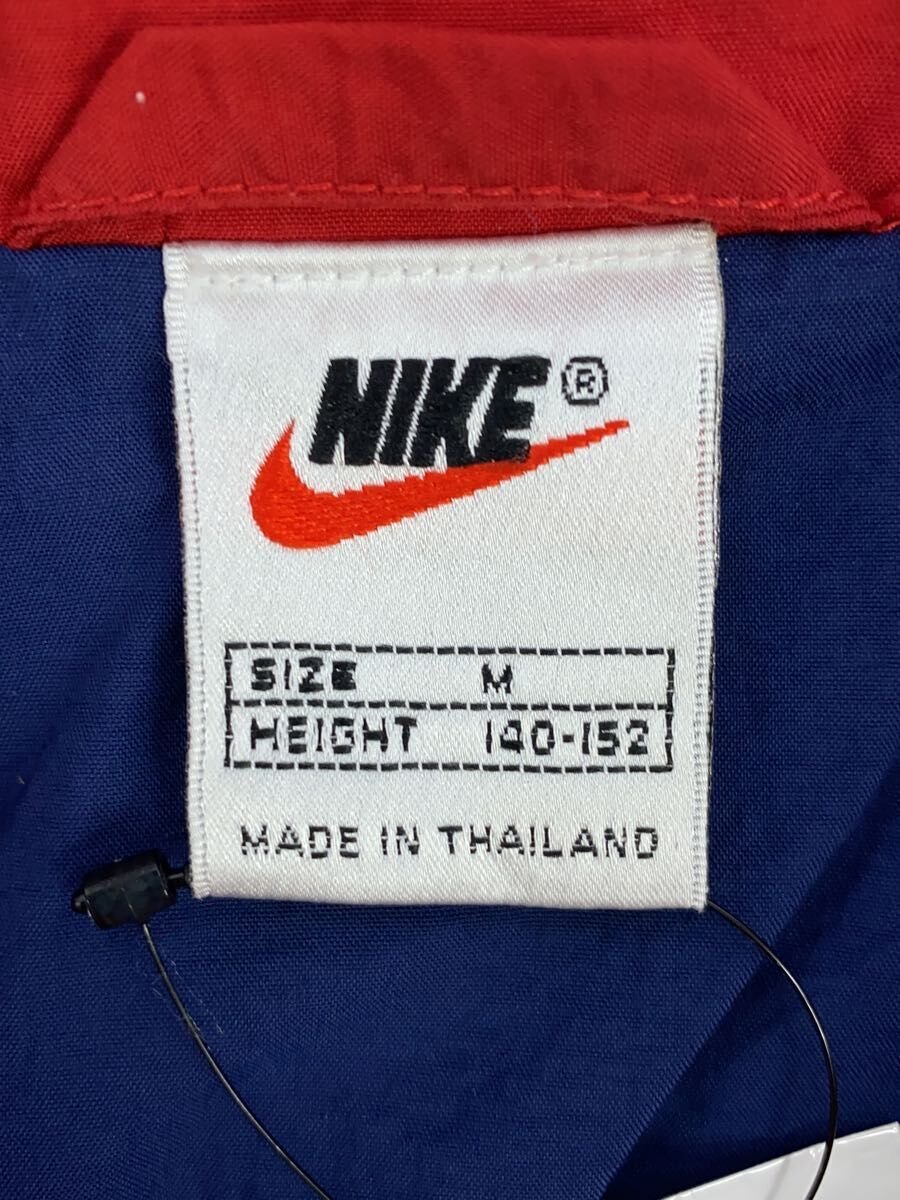 NIKE ®
SIZE M
HEIGHT 140-152
MADE IN THAILAND